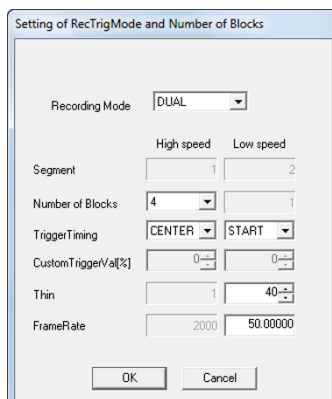 Setting of RecTrigMode and Number of Blocks
Recording Mode DUAL
High speed Low speed
Segment 1 2
Number of Blocks 4 1
TriggerTiming CENTER START
CustomTriggerVal[%] 0 0
Thin 1 40
FrameRate 2000 50.00000
OK Cancel